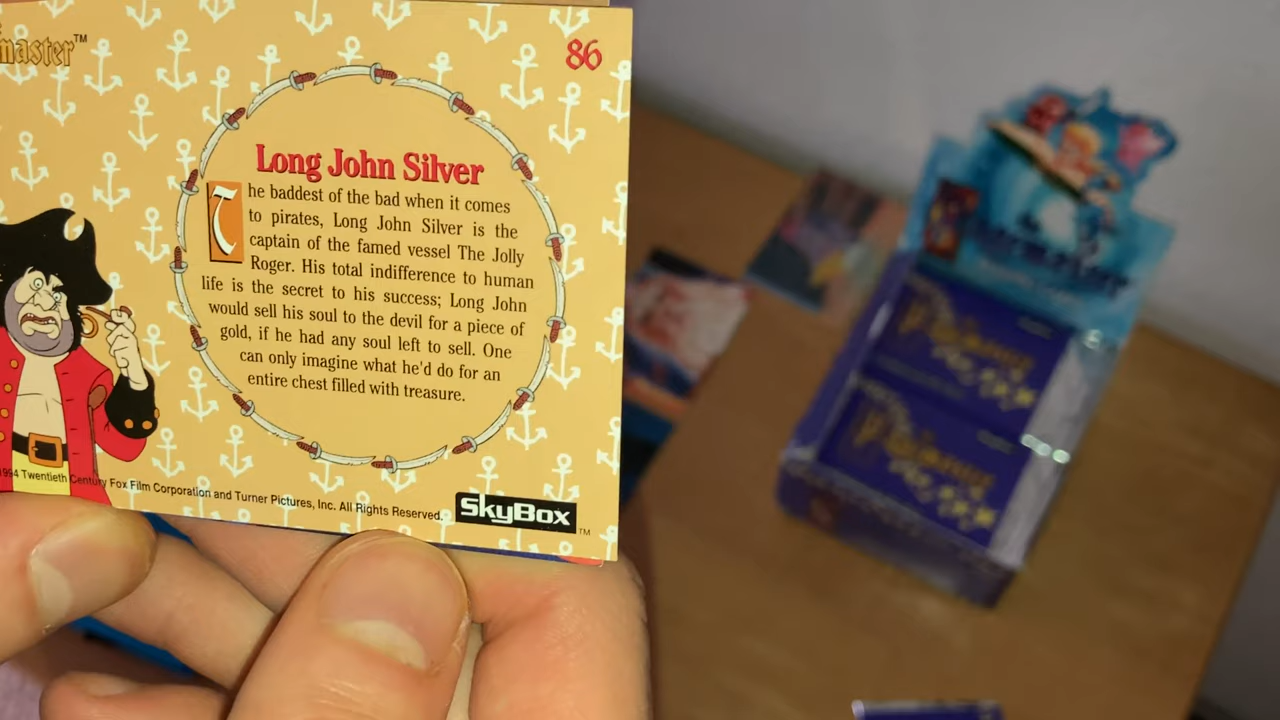 master™
86
Long John Silver
The baddest of the bad when it comes
to pirates, Long John Silver is the
captain of the famed vessel The Jolly
Roger. His total indifference to human
life is the secret to his success; Long John
would sell his soul to the devil for a piece of
gold, if he had any soul left to sell. One
can only imagine what he'd do for an
entire chest filled with treasure.
1994 Twentieth Century Fox Film Corporation and Turner Pictures, Inc. All Rights Reserved.
SkyBox™